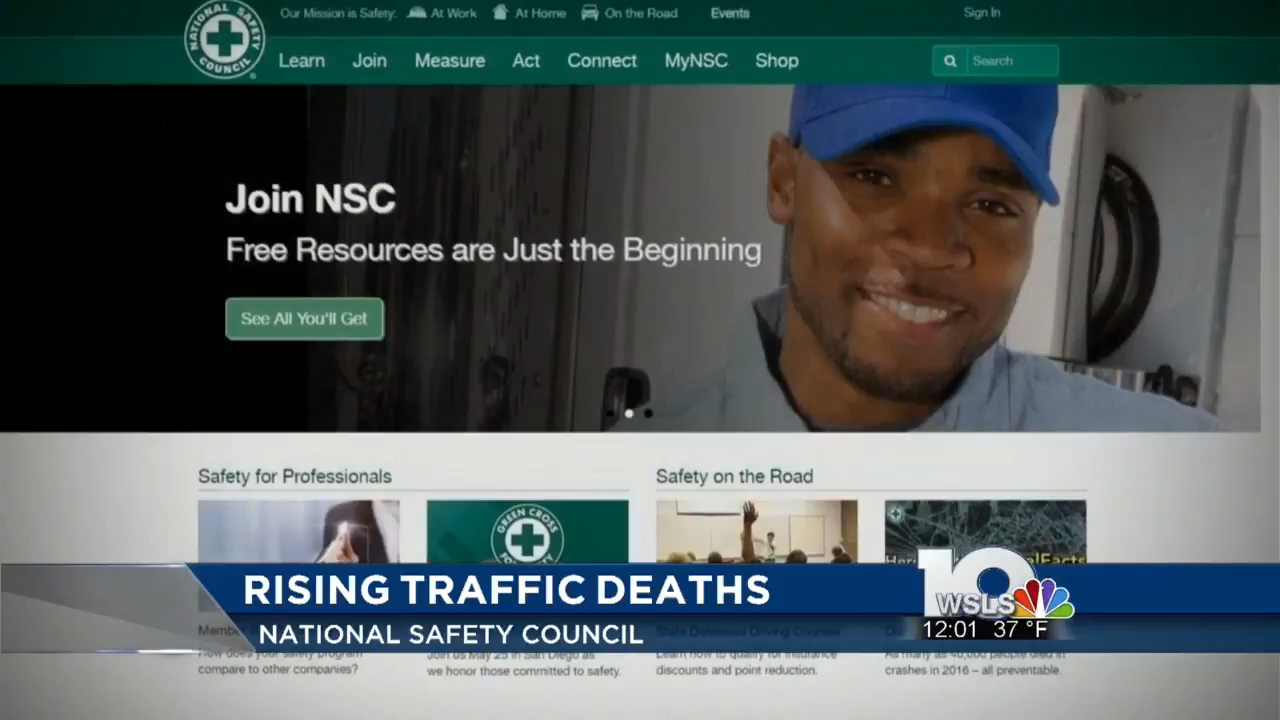 NATIONAL SAFETY COUNCIL
Our Mission is Safety: At Work At Home On the Road Events Sign In
Learn Join Measure Act Connect MyNSC Shop Search
Join NSC
Free Resources are Just the Beginning
See All You'll Get
Safety for Professionals Safety on the Road
GREEN CROSS
RISING TRAFFIC DEATHS
10
WSLS
NATIONAL SAFETY COUNCIL
12:01 37 °F
State Defensive Driving Courses
How does your safety program
compare to other companies?
Join us May 25 in San Diego as
we honor those committed to safety.
Learn how to qualify for insurance
discounts and point reduction.
As many as 40,000 people died in
crashes in 2016 – all preventable.